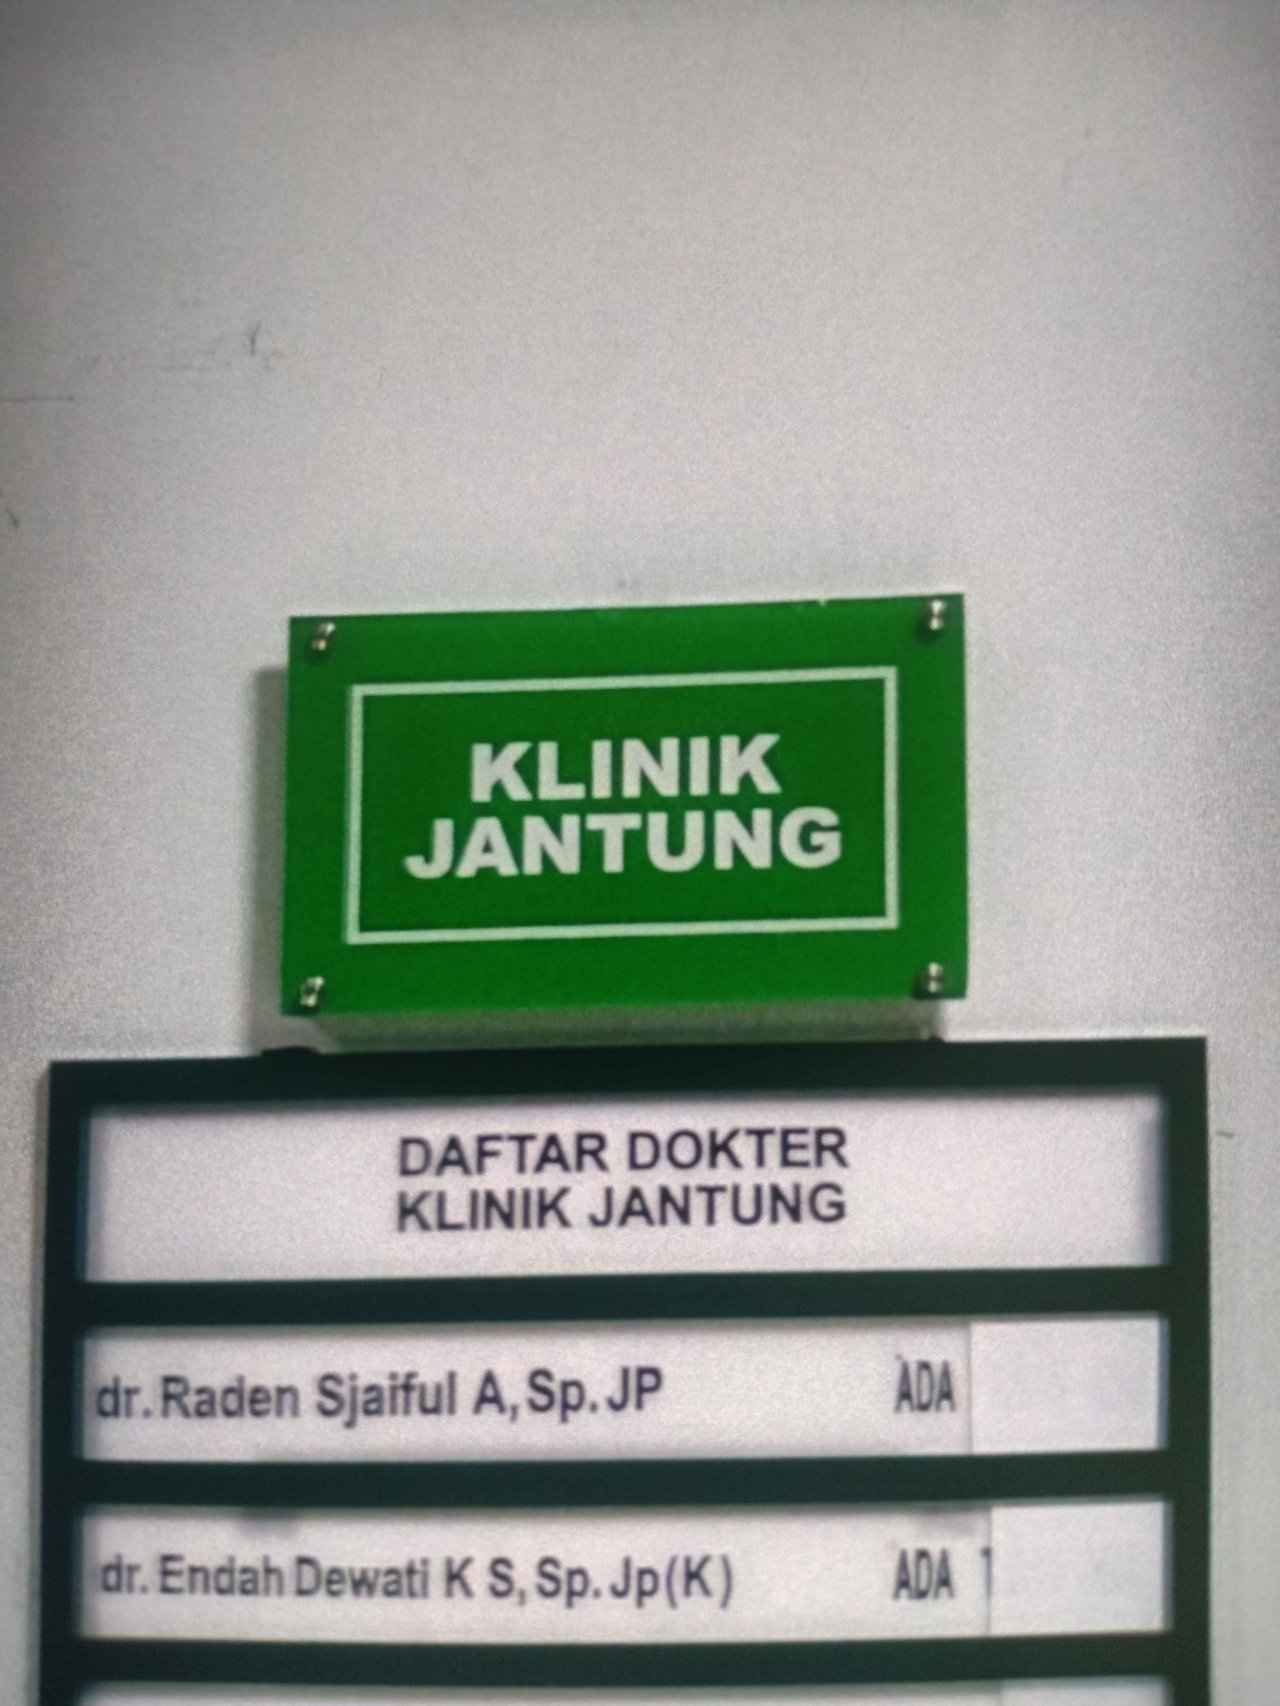 KLINIK
JANTUNG
DAFTAR DOKTER
KLINIK JANTUNG
dr. Raden Sjaiful A, Sp. JP ADA
dr. Endah Dewati K S, Sp. Jp(K) ADA